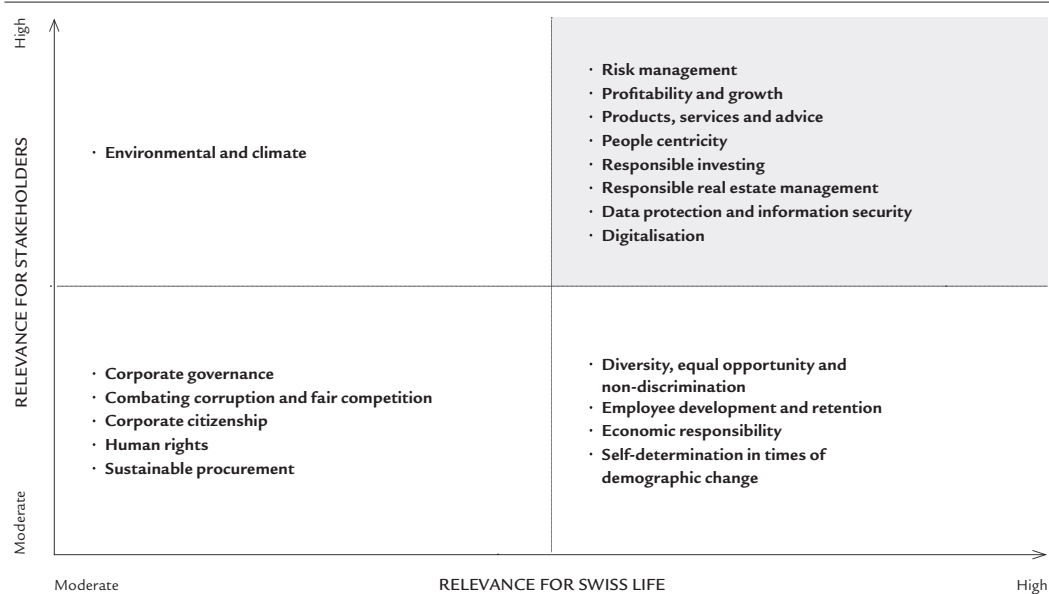 High
RELEVANCE FOR STAKEHOLDERS
Moderate
· Environmental and climate
· Risk management
· Profitability and growth
· Products, services and advice
· People centricity
· Responsible investing
· Responsible real estate management
· Data protection and information security
· Digitalisation
· Corporate governance
· Combating corruption and fair competition
· Corporate citizenship
· Human rights
· Sustainable procurement
· Diversity, equal opportunity and
non-discrimination
· Employee development and retention
· Economic responsibility
· Self-determination in times of
demographic change
Moderate
RELEVANCE FOR SWISS LIFE
High